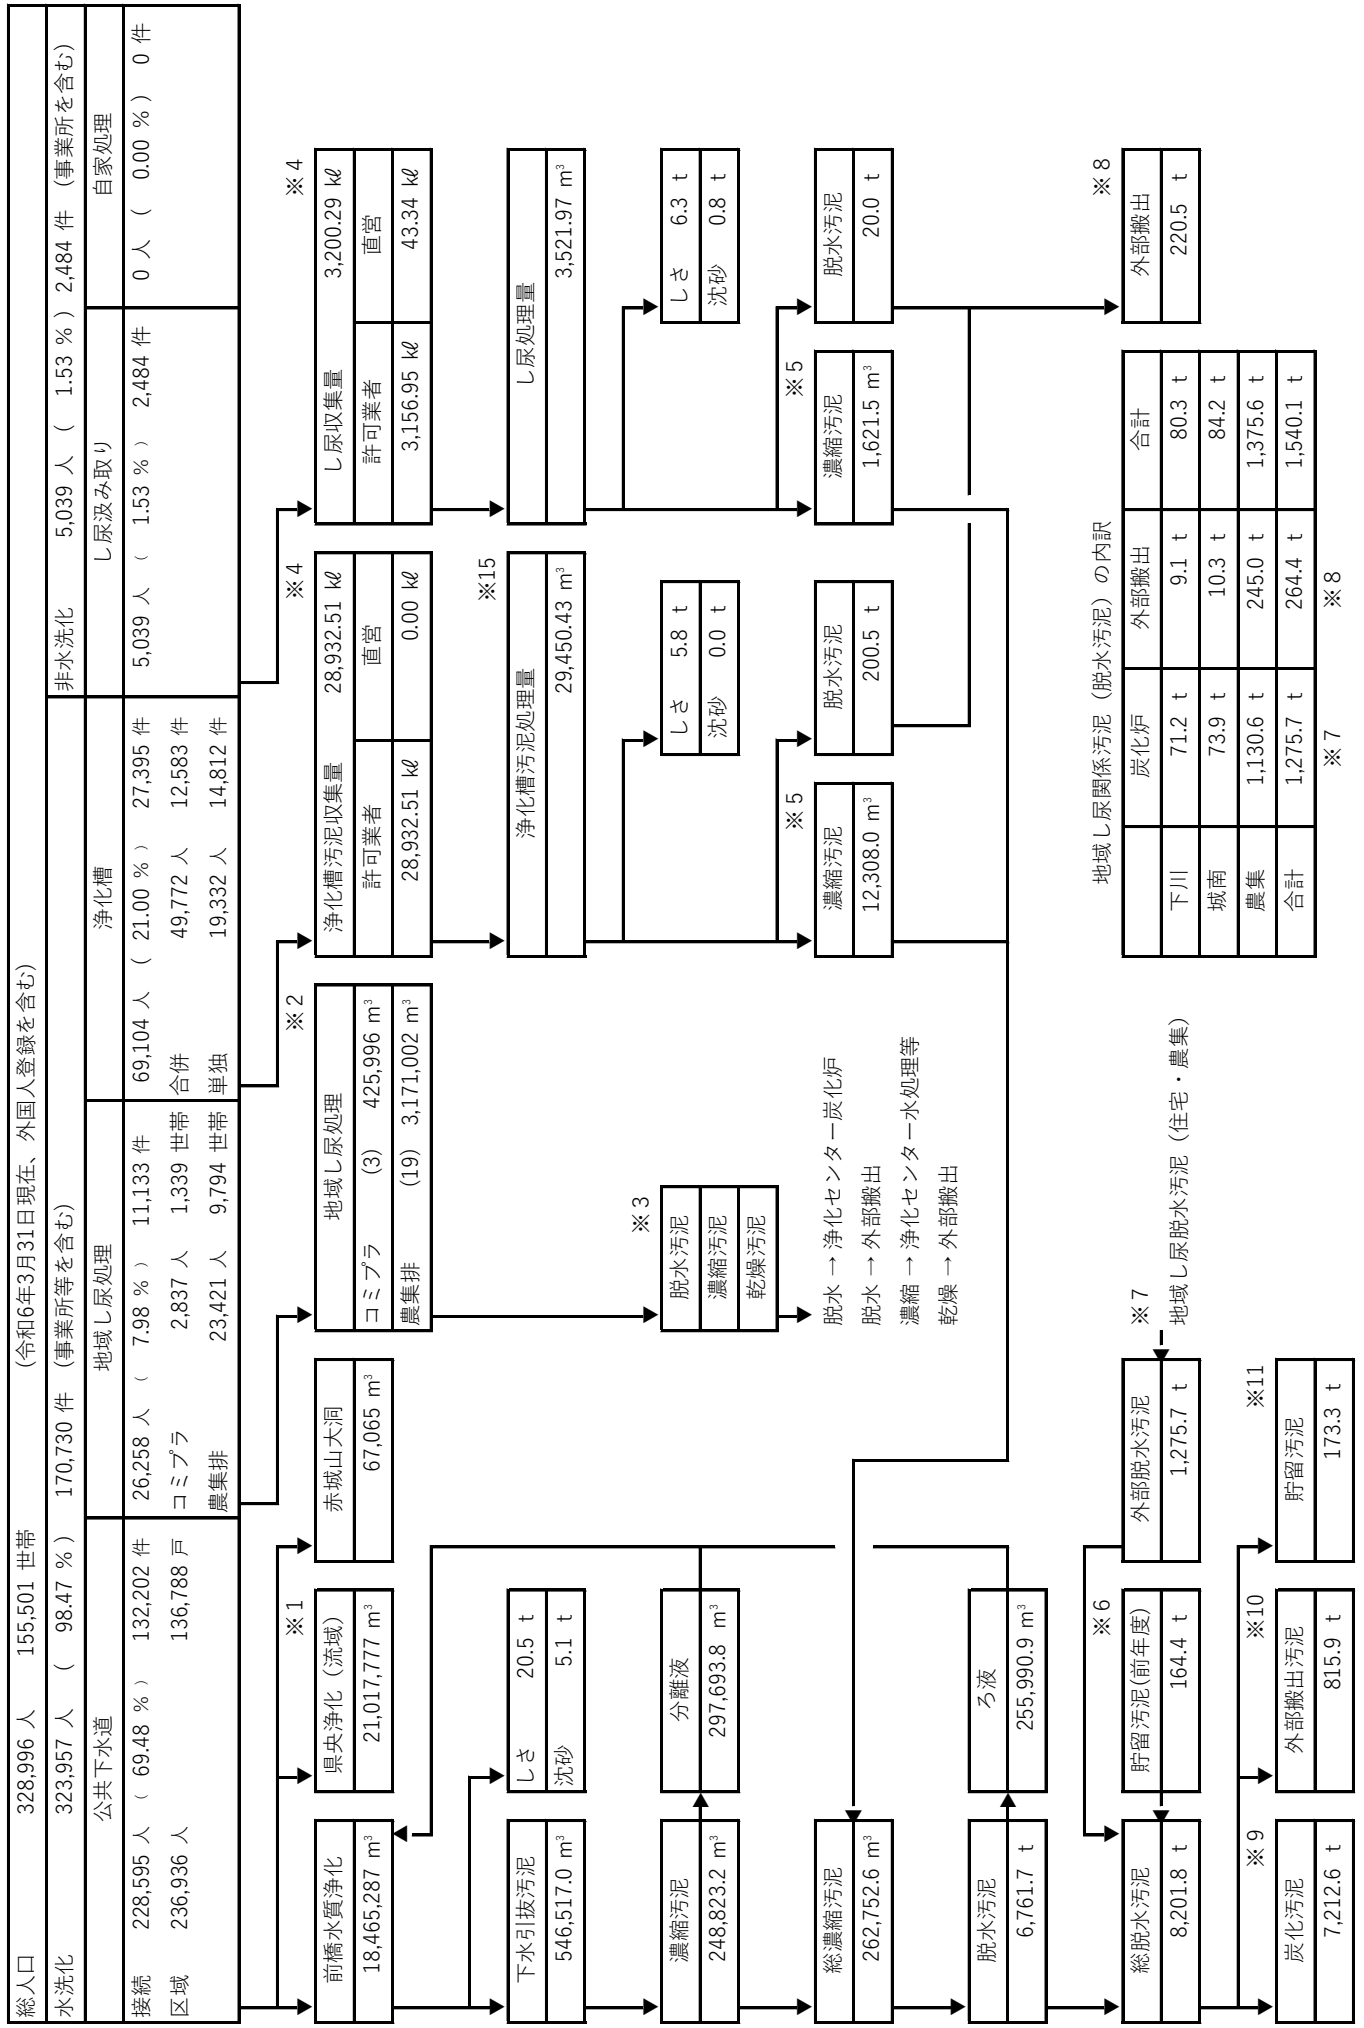 総人口 328,996 人 155,501 世帯 (令和6年3月31日現在、外国人登録を含む)
水洗化 323,957 人 ( 98.47 % ) 170,730 件 (事業所等を含む) 非水洗化 5,039 人 ( 1.53 % ) 2,484 件 (事業所を含む)
公共下水道 地域し尿処理 浄化槽 し尿汲み取り 自家処理
接続 228,595 人 ( 69.48 % ) 132,202 件 26,258 人 ( 7.98 % ) 11,133 件 69,104 人 ( 21.00 % ) 27,395 件 5,039 人 ( 1.53 % ) 2,484 件 0 人 ( 0.00 % ) 0 件
区域 236,936 人 136,788 戸 コミプラ 2,837 人 1,339 世帯 合併 49,772 人 12,583 件
農集排 23,421 人 9,794 世帯 単独 19,332 人 14,812 件
※1 ※2 ※4 ※4
前橋水質浄化 県央浄化(流域) 赤城山大洞 地域し尿処理 浄化槽汚泥収集量 28,932.51 kℓ し尿収集量 3,200.29 kℓ
18,465,287 m³ 21,017,777 m³ 67,065 m³ コミプラ (3) 425,996 m³ 許可業者 直営 許可業者 直営
農集排 (19) 3,171,002 m³ 28,932.51 kℓ 0.00 kℓ 3,156.95 kℓ 43.34 kℓ
※15
下水引抜汚泥 しさ 20.5 t 浄化槽汚泥処理量 し尿処理量
546,517.0 m³ 沈砂 5.1 t 29,450.43 m³ 3,521.97 m³
※3
濃縮汚泥 分離液 脱水汚泥 しさ 5.8 t しさ 6.3 t
248,823.2 m³ 297,693.8 m³ 濃縮汚泥 沈砂 0.0 t 沈砂 0.8 t
乾燥汚泥
※5 ※5
総濃縮汚泥 脱水 → 浄化センター炭化炉 濃縮汚泥 脱水汚泥 濃縮汚泥 脱水汚泥
262,752.6 m³ 脱水 → 外部搬出 12,308.0 m³ 200.5 t 1,621.5 m³ 20.0 t
濃縮 → 浄化センター水処理等
乾燥 → 外部搬出
脱水汚泥 ろ液
6,761.7 t 255,990.9 m³
※6 ※7 地域し尿関係汚泥(脱水汚泥)の内訳 ※8
総脱水汚泥 貯留汚泥(前年度) 外部脱水汚泥 炭化炉 外部搬出 合計 外部搬出
8,201.8 t 164.4 t 1,275.7 t 地域し尿脱水汚泥(住宅・農集) 下川 71.2 t 9.1 t 80.3 t 220.5 t
城南 73.9 t 10.3 t 84.2 t
※9 ※10 ※11 農集 1,130.6 t 245.0 t 1,375.6 t
炭化汚泥 外部搬出汚泥 貯留汚泥 合計 1,275.7 t 264.4 t 1,540.1 t
7,212.6 t 815.9 t 173.3 t ※7 ※8